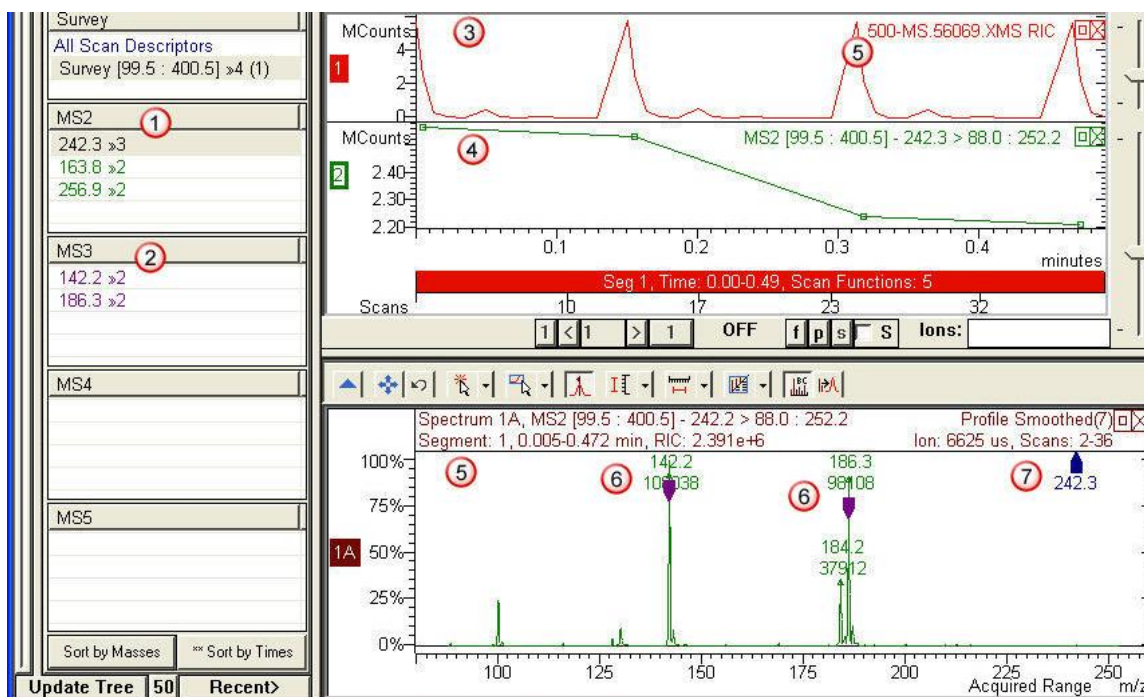 Survey
All Scan Descriptors
Survey [99.5 : 400.5] »4 (1)
MS2
1
242.3 »3
163.8 »2
256.9 »2
MS3
2
142.2 »2
186.3 »2
MS4
MS5
Sort by Masses
** Sort by Times
Update Tree
50
Recent>
MCounts
3
5
500-MS.56069.XMS RIC
4
2
0
1
MCounts
4
MS2 [99.5 : 400.5] - 242.3 > 88.0 : 252.2
2.40
2.30
2.20
2
0.1
0.2
0.3
0.4
minutes
Seg 1, Time: 0.00-0.49, Scan Functions: 5
Scans
10
17
23
32
1
<
1
>
1
OFF
f
p
s
S
Ions:
Spectrum 1A, MS2 [99.5 : 400.5] - 242.2 > 88.0 : 252.2
Profile Smoothed(7)
Segment: 1, 0.005-0.472 min, RIC: 2.391e+6
Ion: 6625 us, Scans: 2-36
100%
75%
50%
25%
0%
1A
5
6
142.2
6
186.3
98108
184.2
37912
7
242.3
100
125
150
175
200
225
250
Acquired Range
m/z